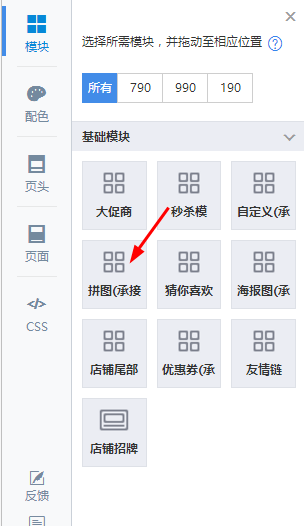 模块
配色
页头
页面
CSS
反馈
选择所需模块，并拖动至相应位置
所有 790 990 190
基础模块
大促商 秒杀模 自定义(承
拼图(承接 猜你喜欢 海报图(承
店铺尾部 优惠券(承 友情链
店铺招牌